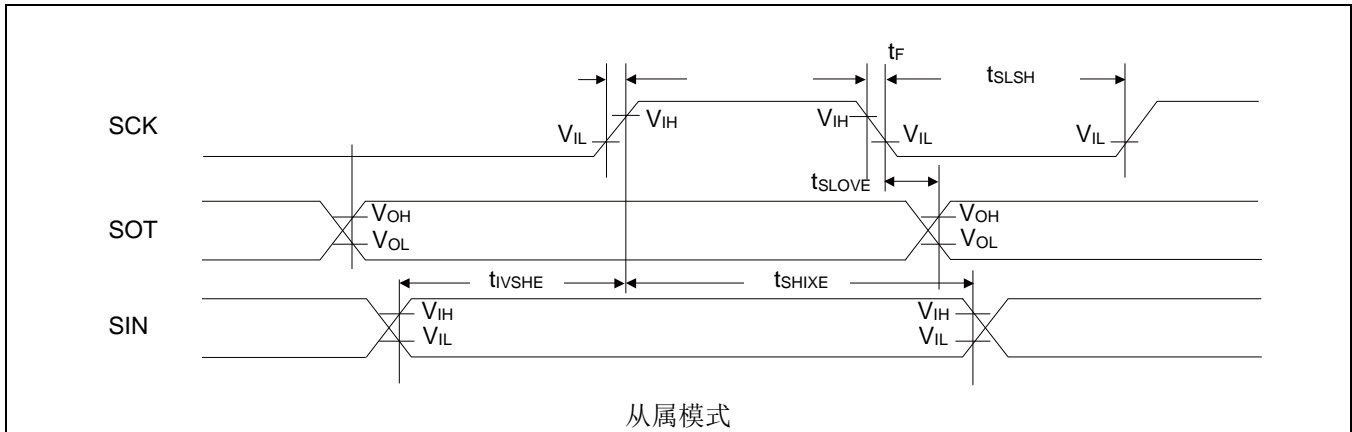 tF
tSLSH
SCK
VIL
VIH
VIH
VIL
VIL
tSLOVE
SOT
VOH
VOL
VOH
VOL
tIVSHE
tSHIXE
SIN
VIH
VIL
VIH
VIL
从属模式